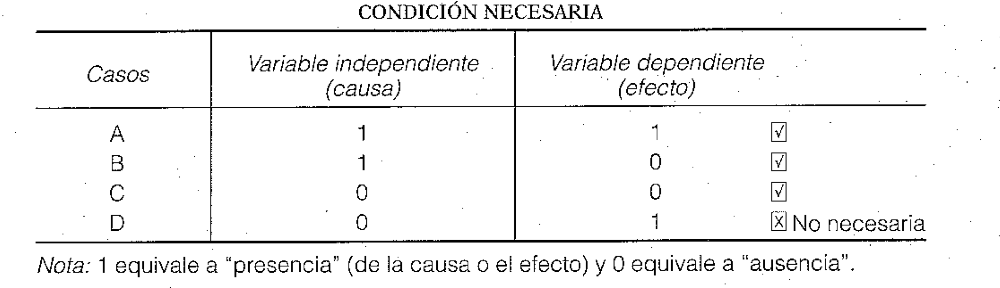 CONDICIÓN NECESARIA
Casos
Variable independiente
(causa)
Variable dependiente
(efecto)
A 1 1 √
B 1 0 √
C 0 0 √
D 0 1 X No necesaria
Nota: 1 equivale a “presencia” (de la causa o el efecto) y 0 equivale a “ausencia”.